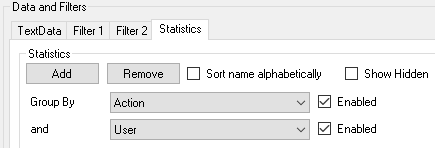 Data and Filters
TextData Filter 1 Filter 2 Statistics
Statistics
Add Remove Sort name alphabetically Show Hidden
Group By Action Enabled
and User Enabled